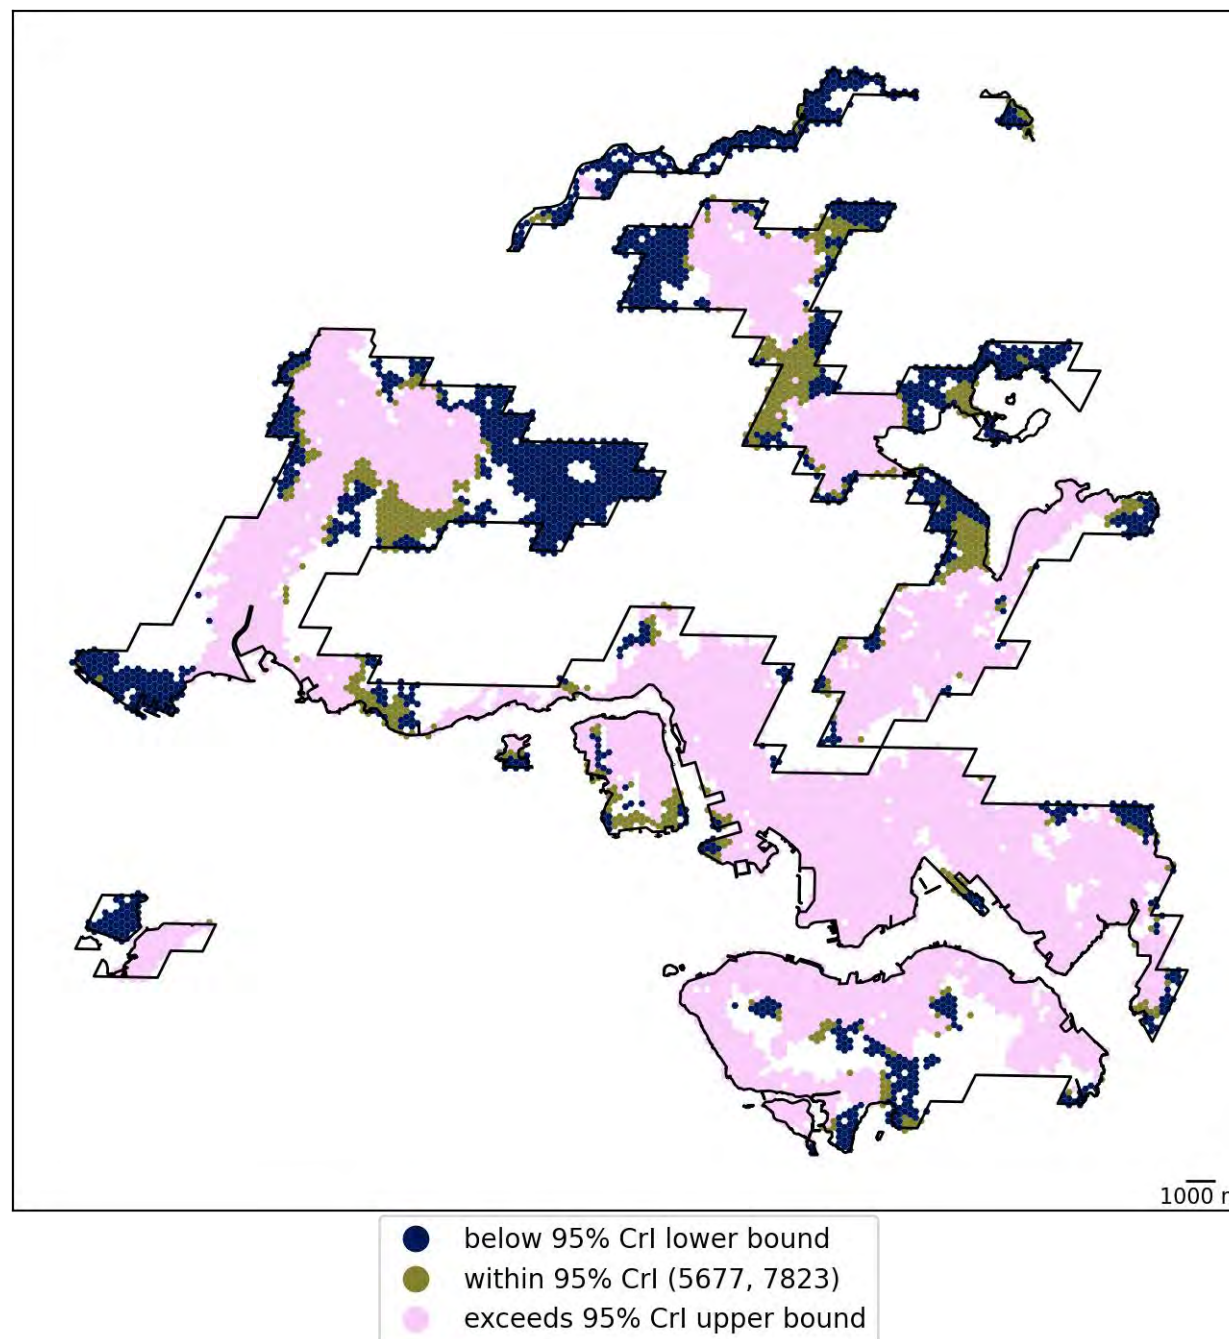 1000 r
below 95% CrI lower bound
within 95% CrI (5677, 7823)
exceeds 95% CrI upper bound